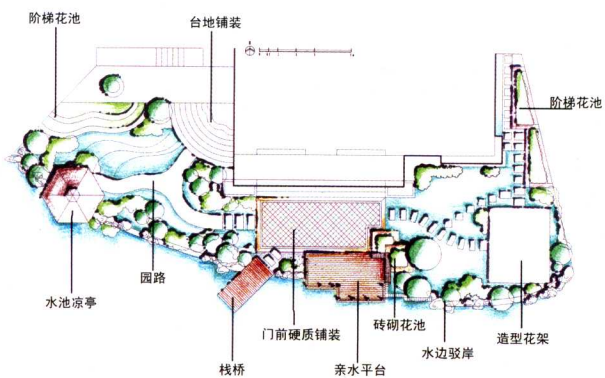 阶梯花池
台地铺装
阶梯花池
水池凉亭
园路
栈桥
门前硬质铺装
亲水平台
砖砌花池
水边驳岸
造型花架